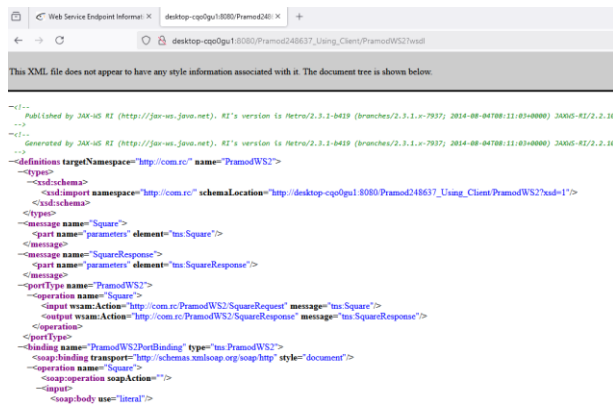 Web Service Endpoint Informati ×
desktop-cqo0gu1:8080/Pramod248 ×
desktop-cqo0gu1:8080/Pramod248637_Using_Client/PramodWS2?wsdl
This XML file does not appear to have any style information associated with it. The document tree is shown below.
−<!--
Published by JAX-WS RI (http://jax-ws.java.net). RI's version is Metro/2.3.1-b419 (branches/2.3.1.x-7937; 2014-08-04T08:11:03+0000) JAXWS-RI/2.2.10
-->
−<!--
Generated by JAX-WS RI (http://jax-ws.java.net). RI's version is Metro/2.3.1-b419 (branches/2.3.1.x-7937; 2014-08-04T08:11:03+0000) JAXWS-RI/2.2.10
-->
−<definitions targetNamespace="http://com.rc/" name="PramodWS2">
−<types>
−<xsd:schema>
<xsd:import namespace="http://com.rc/" schemaLocation="http://desktop-cqo0gu1:8080/Pramod248637_Using_Client/PramodWS2?xsd=1"/>
</xsd:schema>
</types>
−<message name="Square">
<part name="parameters" element="tns:Square"/>
</message>
−<message name="SquareResponse">
<part name="parameters" element="tns:SquareResponse"/>
</message>
−<portType name="PramodWS2">
−<operation name="Square">
<input wsam:Action="http://com.rc/PramodWS2/SquareRequest" message="tns:Square"/>
<output wsam:Action="http://com.rc/PramodWS2/SquareResponse" message="tns:SquareResponse"/>
</operation>
</portType>
−<binding name="PramodWS2PortBinding" type="tns:PramodWS2">
<soap:binding transport="http://schemas.xmlsoap.org/soap/http" style="document"/>
−<operation name="Square">
<soap:operation soapAction=""/>
−<input>
<soap:body use="literal"/>